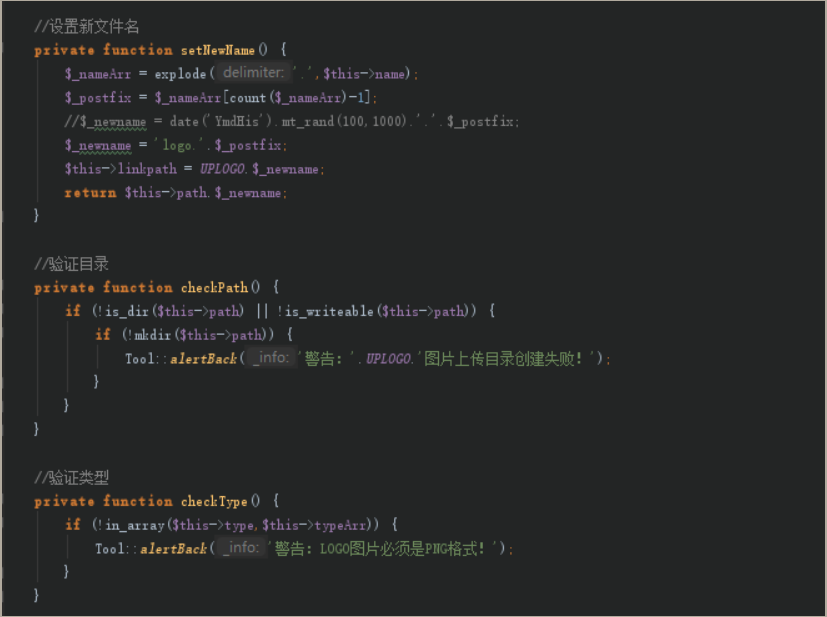 //设置新文件名
private function setNewName() {
$_nameArr = explode( delimiter: '.',$this->name);
$_postfix = $_nameArr[count($_nameArr)-1];
//$_newname = date('YmdHis').mt_rand(100,1000).'.'.$_postfix;
$_newname = 'logo.'.$_postfix;
$this->linkpath = UPLOGO.$_newname;
return $this->path.$_newname;
}
//验证目录
private function checkPath() {
if (!is_dir($this->path) || !is_writeable($this->path)) {
if (!mkdir($this->path)) {
Tool::alertBack( _info: '警告：'.UPLOGO.'图片上传目录创建失败！');
}
}
}
//验证类型
private function checkType() {
if (!in_array($this->type,$this->typeArr)) {
Tool::alertBack( _info: '警告：LOGO图片必须是PNG格式！');
}
}